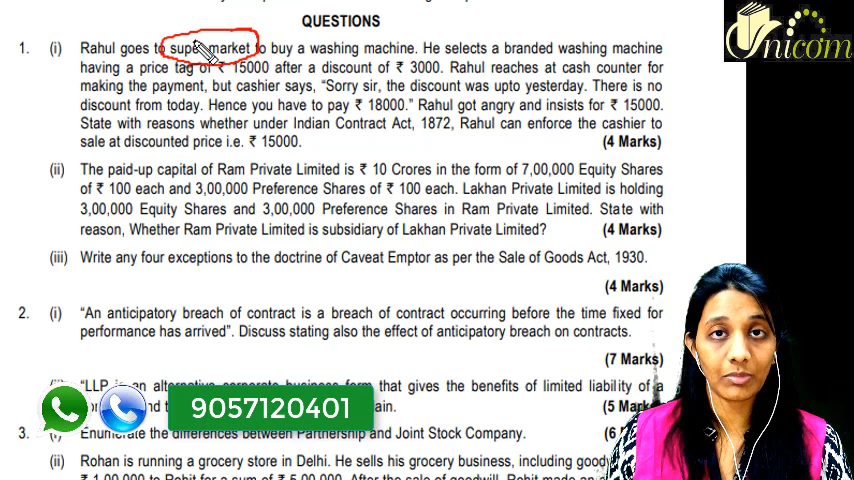 QUESTIONS
Unicom
1. (i) Rahul goes to super market to buy a washing machine. He selects a branded washing machine
having a price tag of ₹ 15000 after a discount of ₹ 3000. Rahul reaches at cash counter for
making the payment, but cashier says, “Sorry sir, the discount was upto yesterday. There is no
discount from today. Hence you have to pay ₹ 18000.” Rahul got angry and insists for ₹ 15000.
State with reasons whether under Indian Contract Act, 1872, Rahul can enforce the cashier to
sale at discounted price i.e. ₹ 15000. (4 Marks)
(ii) The paid-up capital of Ram Private Limited is ₹ 10 Crores in the form of 7,00,000 Equity Shares
of ₹ 100 each and 3,00,000 Preference Shares of ₹ 100 each. Lakhan Private Limited is holding
3,00,000 Equity Shares and 3,00,000 Preference Shares in Ram Private Limited. State with
reason, Whether Ram Private Limited is subsidiary of Lakhan Private Limited? (4 Marks)
(iii) Write any four exceptions to the doctrine of Caveat Emptor as per the Sale of Goods Act, 1930.
(4 Marks)
2. (i) “An anticipatory breach of contract is a breach of contract occurring before the time fixed for
performance has arrived”. Discuss stating also the effect of anticipatory breach on contracts.
(7 Marks)
“LLP is an alternative corporate business form that gives the benefits of limited liability of a
(5 Marks
9057120401
3. (i) Enumerate the differences between Partnership and Joint Stock Company. (6
(ii) Rohan is running a grocery store in Delhi. He sells his grocery business, including
₹ 1,00,000 to Rohit for a sum of ₹ 5,00,000. After the sale of goodwill, Rohit made an